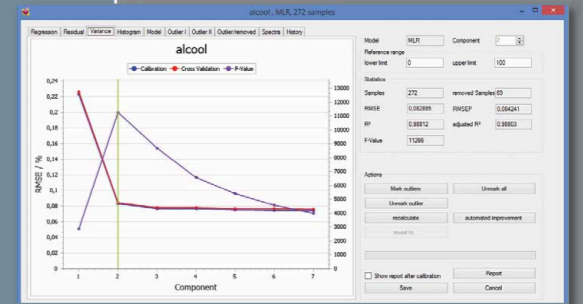 alcool , MLR, 272 samples
Regression Residual Variance Histogram Model Outlier I Outlier II Outlier/removed Spectra History
alcool
Calibration Cross Validation F-Value
RMSE / %
0,24
0,22
0,2
0,18
0,16
0,14
0,12
0,1
0,08
0,06
0,04
0,02
0
13000
12000
11000
10000
9000
8000
7000
6000
5000
4000
3000
2000
1000
0
1 2 3 4 5 6 7
Component
Model MLR Component 2
Reference range
lower limit 0 upper limit 100
Statistics
Samples 272 removed Samples 69
RMSE 0,082885 RMSEP 0,084241
R² 0.98812 adjusted R² 0.98803
F-Value 11266
Actions
Mark outliers Unmark all
Unmark outlier
recalculate automated improvement
revert to
Show report after calibration Report
Save Cancel